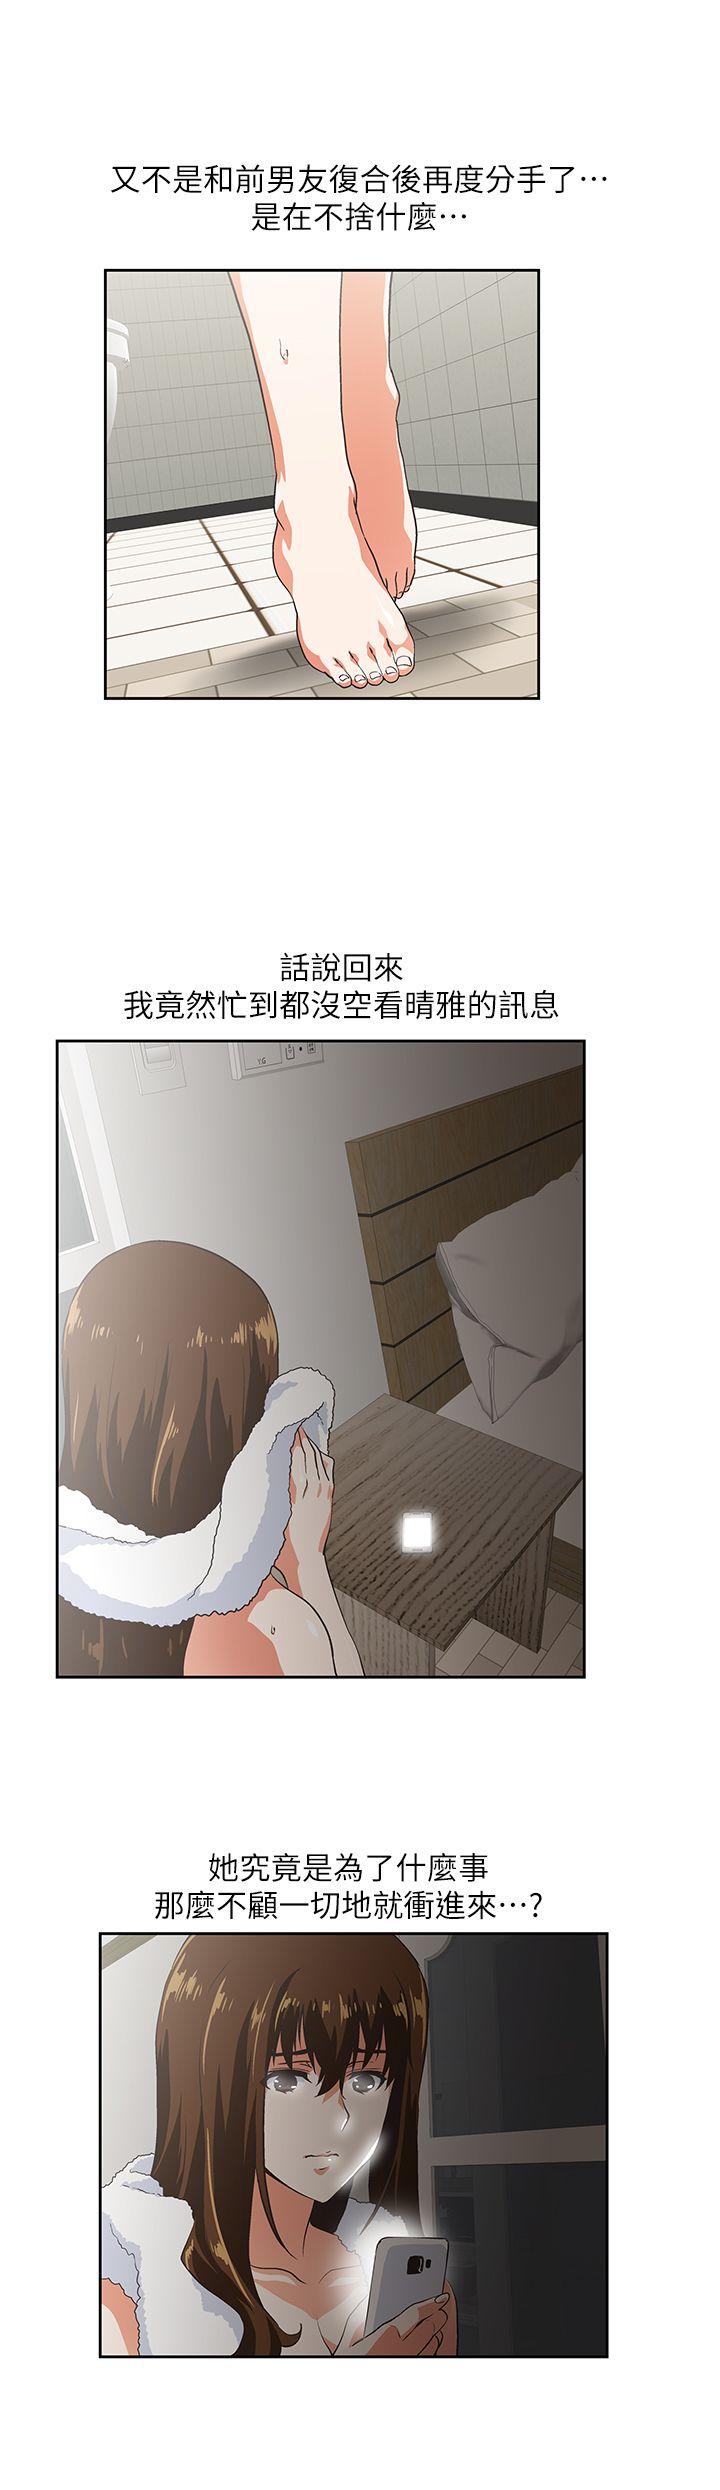 又不是和前男友復合後再度分手了⋯
是在不捨什麼⋯
話說回來
我竟然忙到都沒空看晴雅的訊息
Y.G
她究竟是為了什麼事
那麼不顧一切地就衝進來⋯?